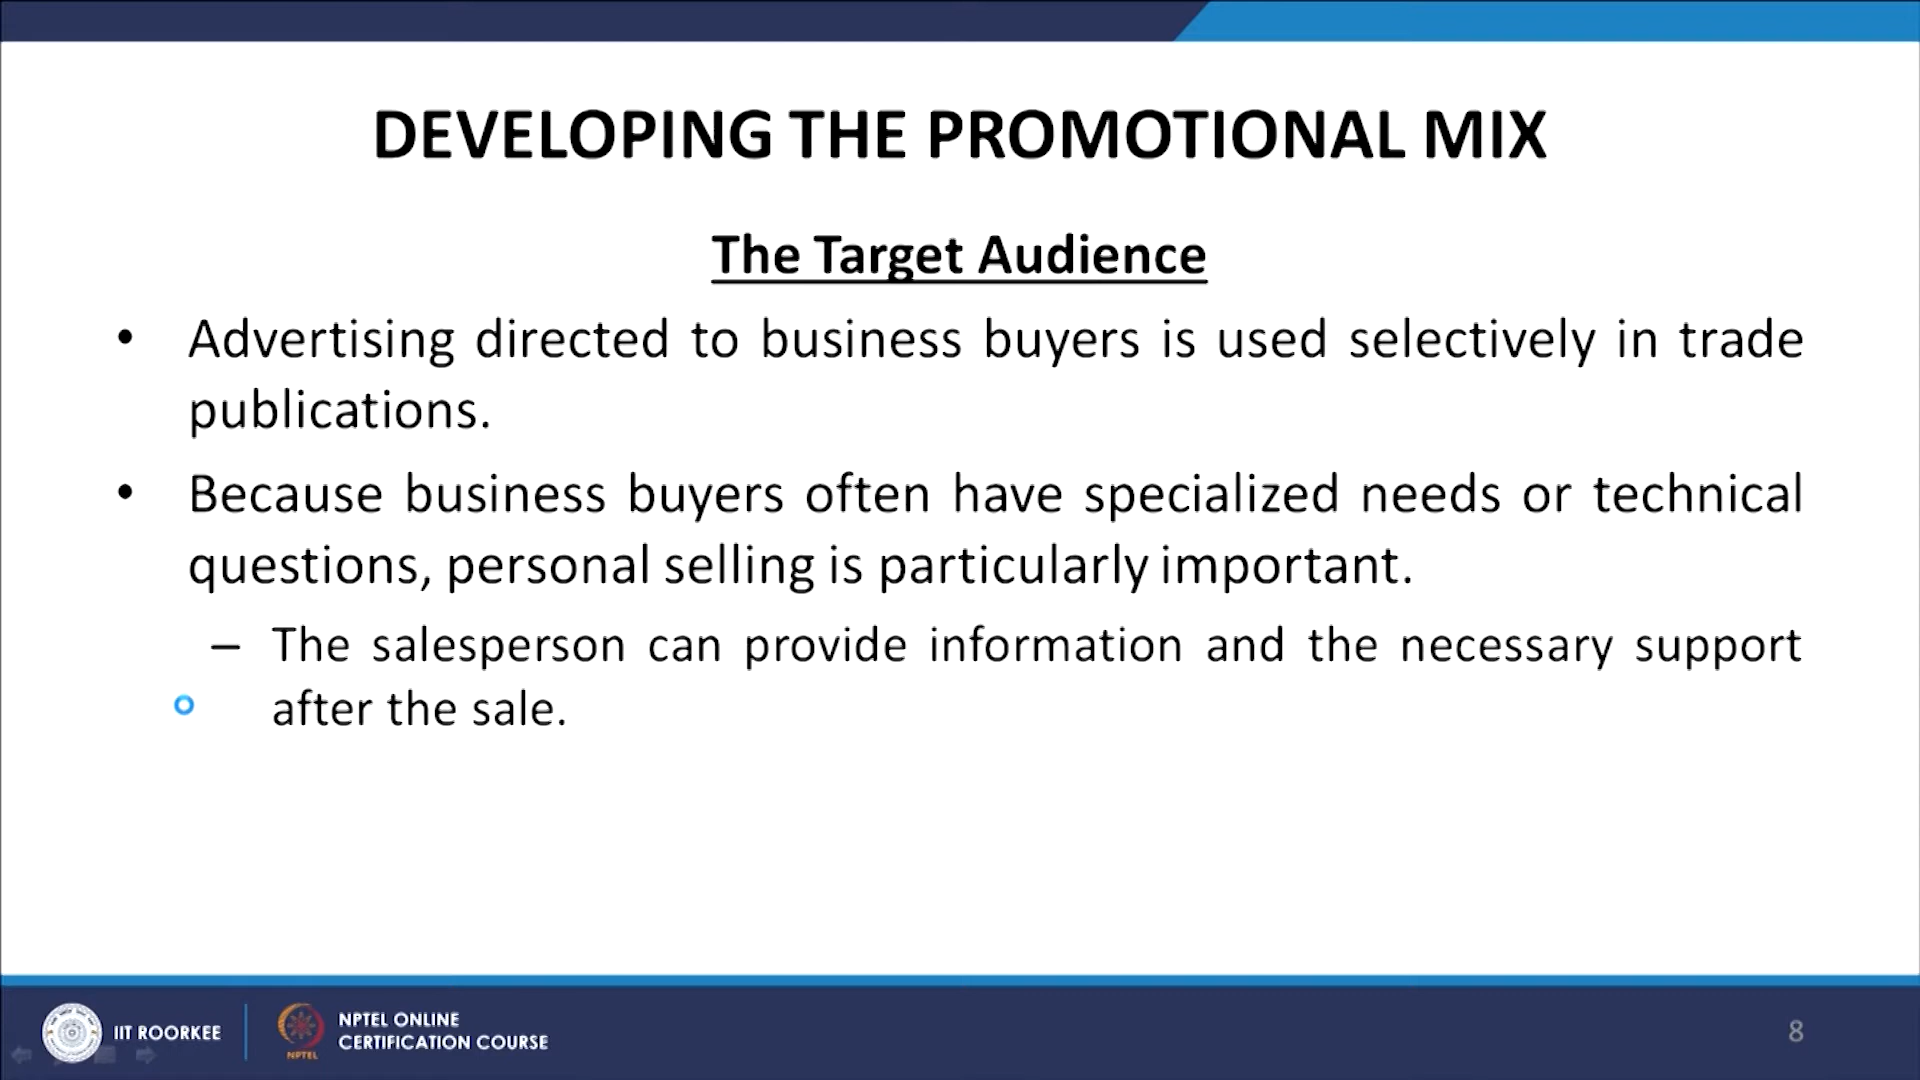 DEVELOPING THE PROMOTIONAL MIX
The Target Audience
• Advertising directed to business buyers is used selectively in trade
publications.
• Because business buyers often have specialized needs or technical
questions, personal selling is particularly important.
– The salesperson can provide information and the necessary support
after the sale.
IIT ROORKEE
NPTEL
NPTEL ONLINE
CERTIFICATION COURSE
8